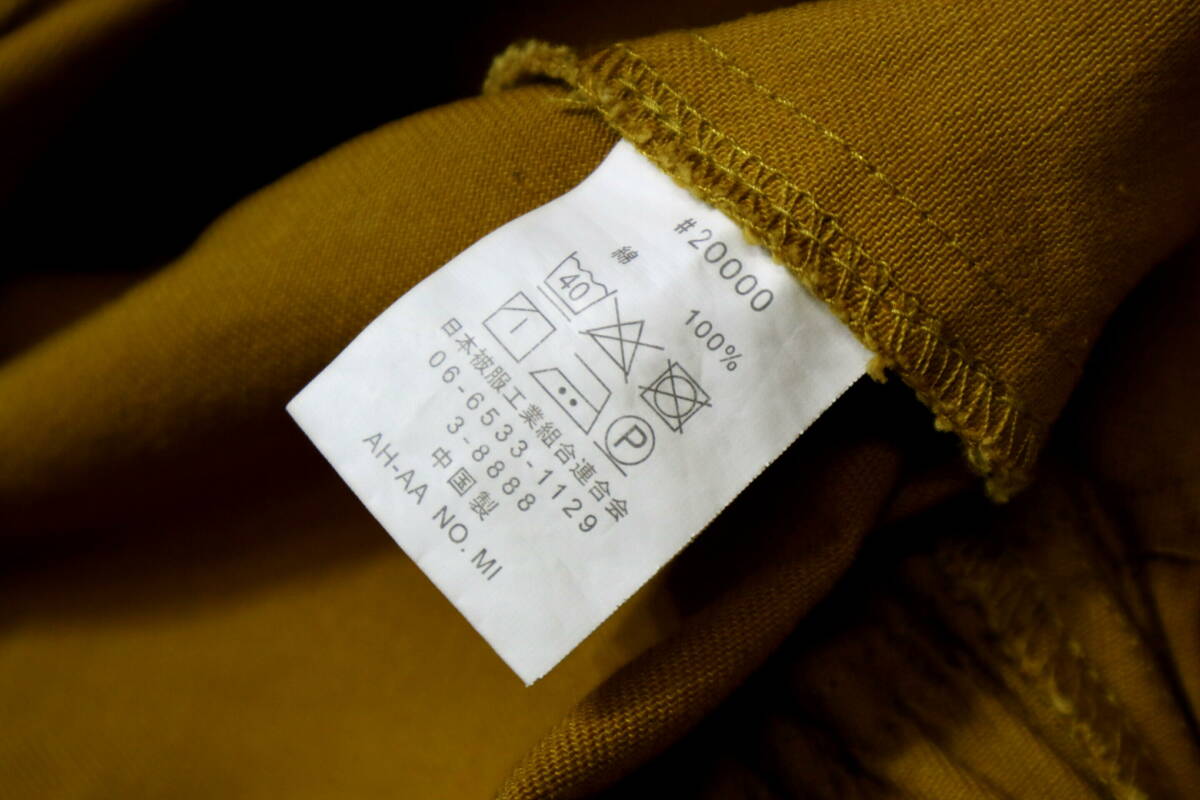 #20000
綿 100%
40
P
日本被服工業組合連合会
06-6533-1129
3-8888
中国製
AH-AA NO. MI